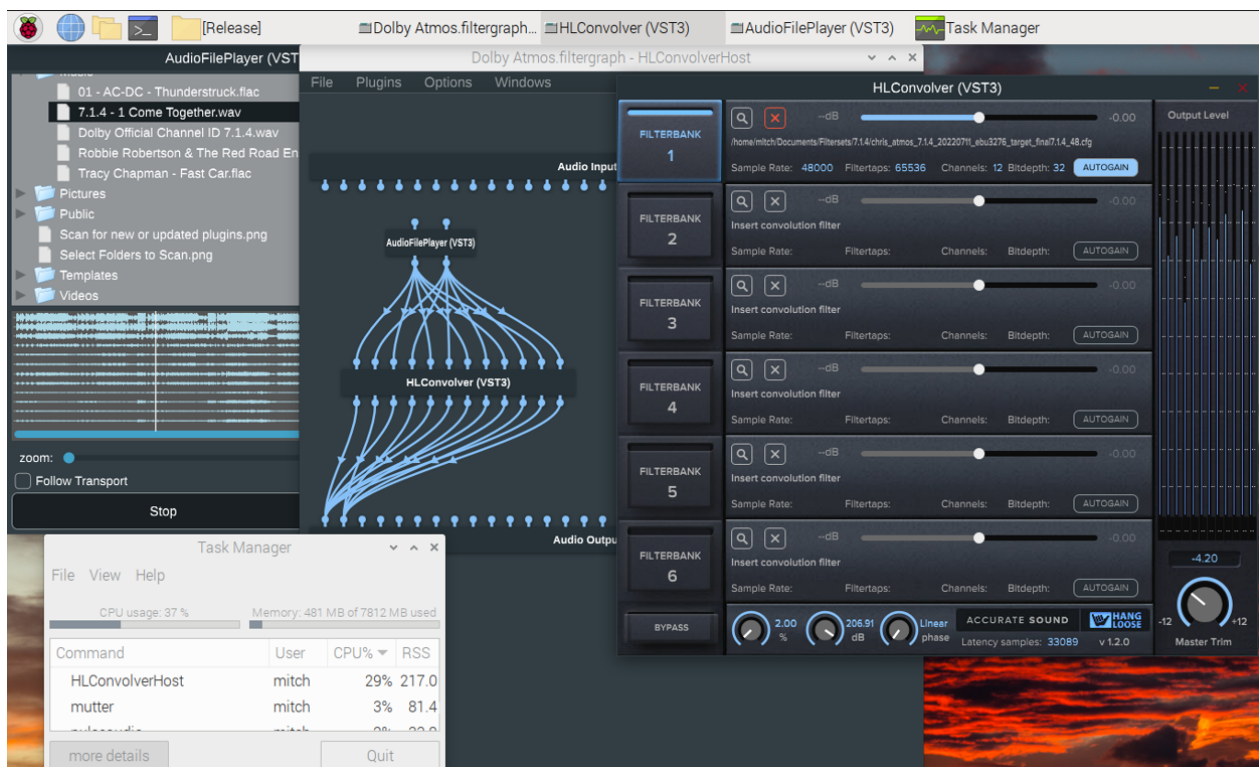 [Release]
Dolby Atmos.filtergraph...
HLConvolver (VST3)
AudioFilePlayer (VST3)
Task Manager
AudioFilePlayer (VST
01 - AC-DC - Thunderstruck.flac
7.1.4 - 1 Come Together.wav
Dolby Official Channel ID 7.1.4.wav
Robbie Robertson & The Red Road En
Tracy Chapman - Fast Car.flac
Pictures
Public
Scan for new or updated plugins.png
Select Folders to Scan.png
Templates
Videos
zoom:
Follow Transport
Stop
Dolby Atmos.filtergraph - HLConvolverHost
File Plugins Options Windows
Audio Input
AudioFilePlayer (VST3)
HLConvolver (VST3)
Audio Outpu
HLConvolver (VST3)
FILTERBANK
1
--dB -0.00
/home/mitch/Documents/Filtersets/7.1.4/chris_atmos_7.1.4_20220711_ebu3276_target_final7.1.4_48.cfg
Sample Rate: 48000 Filtertaps: 65536 Channels: 12 Bitdepth: 32 AUTOGAIN
FILTERBANK
2
--dB -0.00
Insert convolution filter
Sample Rate: Filtertaps: Channels: Bitdepth: AUTOGAIN
FILTERBANK
3
--dB -0.00
Insert convolution filter
Sample Rate: Filtertaps: Channels: Bitdepth: AUTOGAIN
FILTERBANK
4
--dB -0.00
Insert convolution filter
Sample Rate: Filtertaps: Channels: Bitdepth: AUTOGAIN
FILTERBANK
5
--dB -0.00
Insert convolution filter
Sample Rate: Filtertaps: Channels: Bitdepth: AUTOGAIN
FILTERBANK
6
--dB -0.00
Insert convolution filter
Sample Rate: Filtertaps: Channels: Bitdepth: AUTOGAIN
BYPASS
2.00
%
206.91
dB
Linear
phase
ACCURATE SOUND
HANG
LOOSE
Latency samples: 33089 v 1.2.0
Output Level
-4.20
-12 +12
Master Trim
Task Manager
File View Help
CPU usage: 37 % Memory: 481 MB of 7812 MB used
Command User CPU% RSS
HLConvolverHost mitch 29% 217.0
mutter mitch 3% 81.4
more details Quit